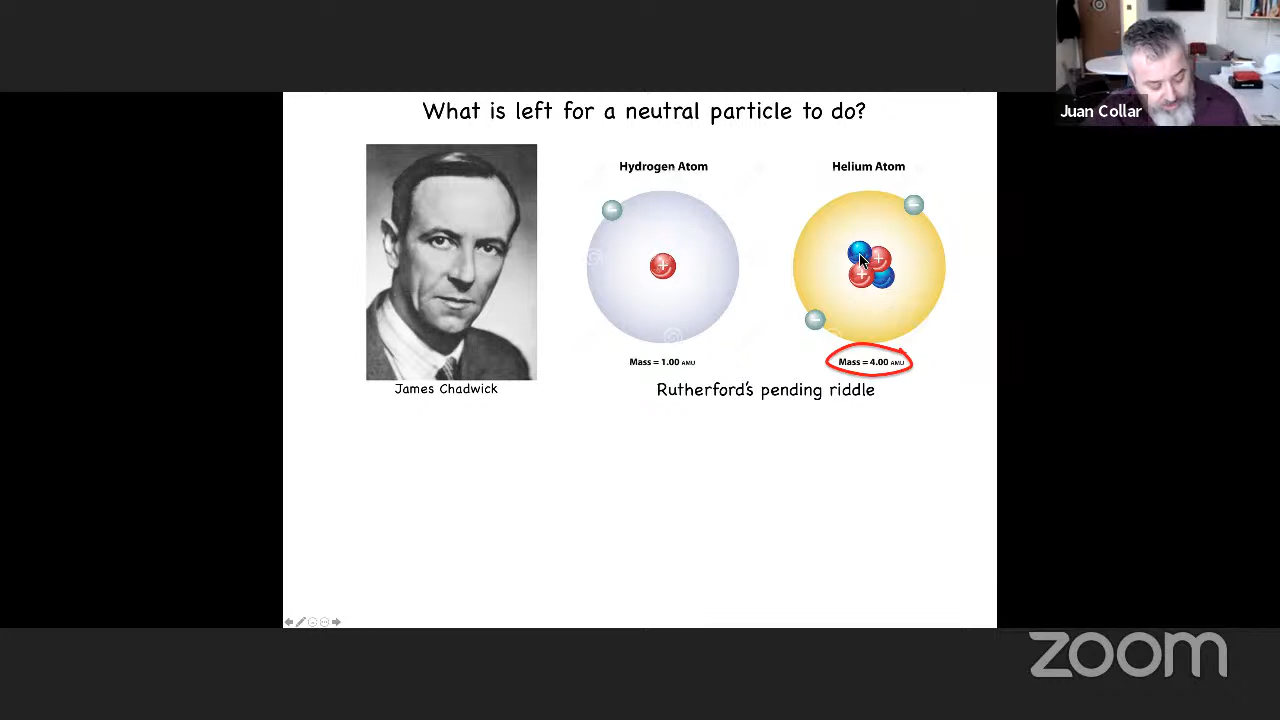 Juan Collar
What is left for a neutral particle to do?
Hydrogen Atom
Helium Atom
−
−
+
+
+
−
Mass = 1.00 AMU
Mass = 4.00 AMU
James Chadwick
Rutherford's pending riddle
zoom